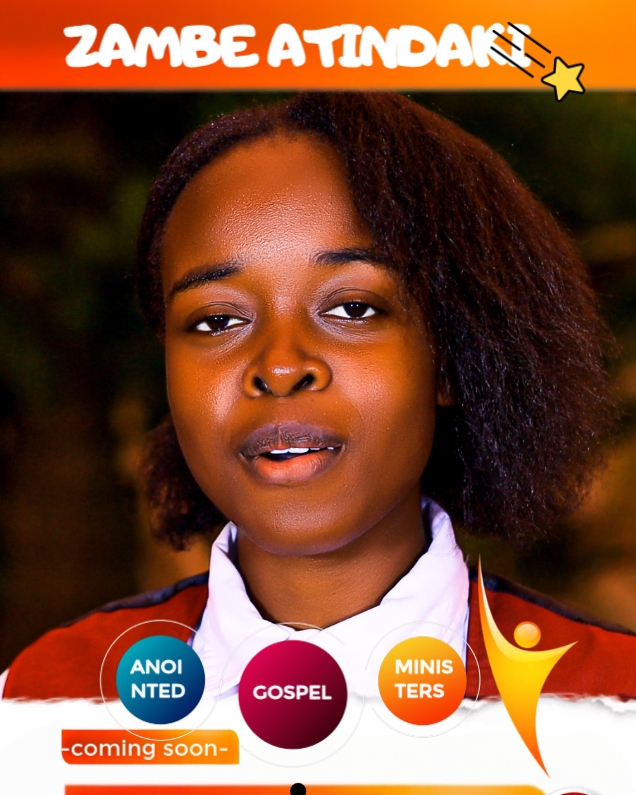 ZAMBE ATINDAKI
ANOI
NTED
GOSPEL
MINIS
TERS
-coming soon-